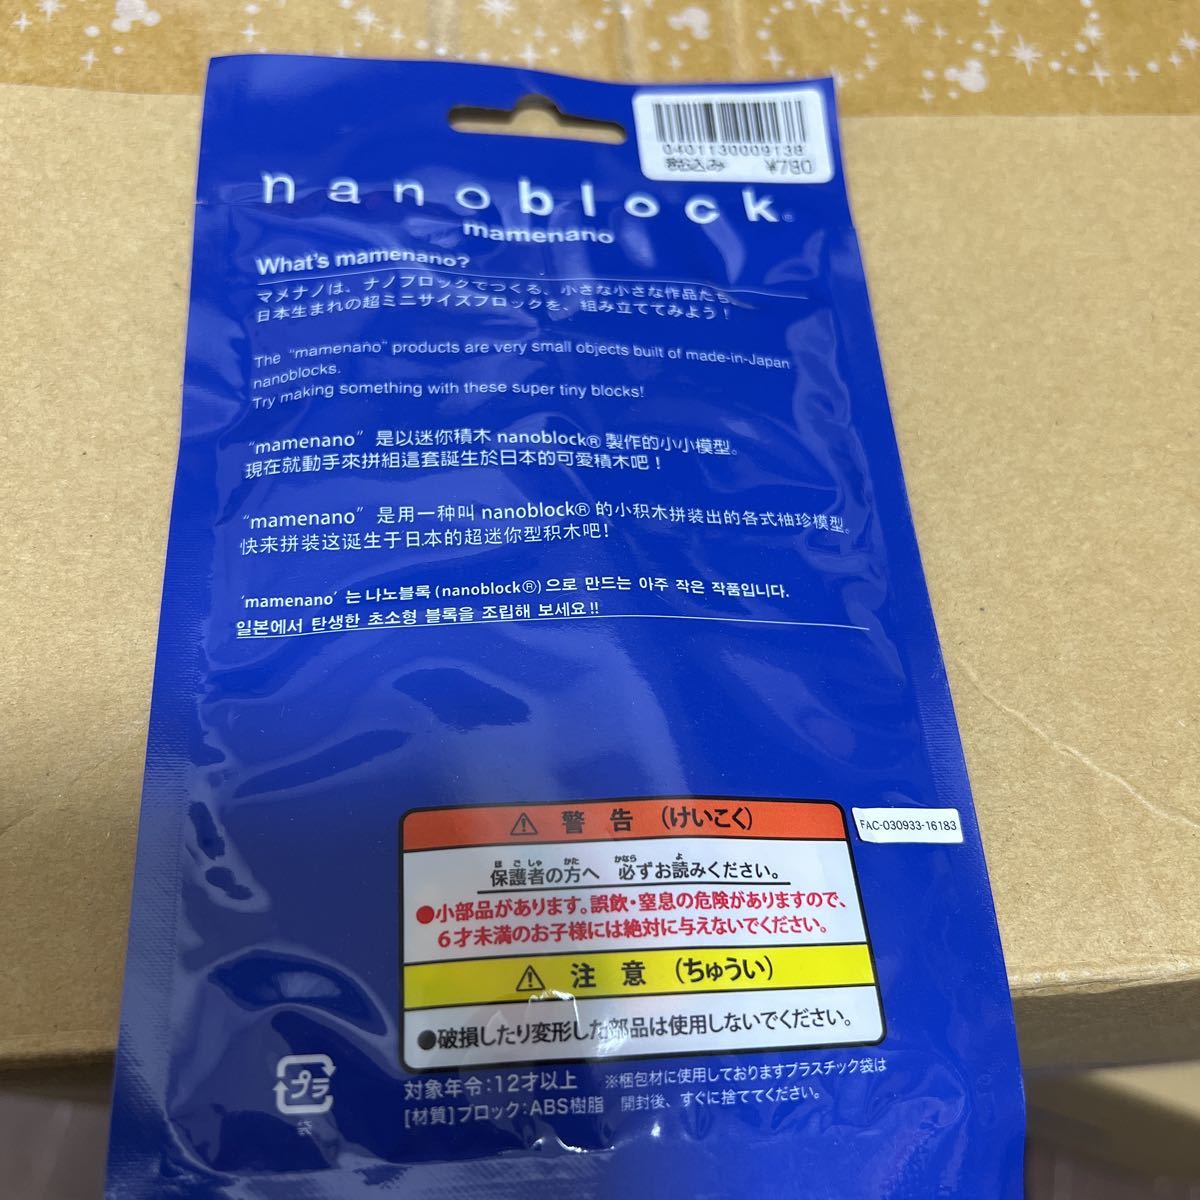 0401130009138
税込み ¥780
nanoblock®
mamenano
What's mamenano?
マメナノは、ナノブロックでつくる、小さな小さな作品たち。
日本生まれの超ミニサイズブロックを、組み立ててみよう！
The "mamenano" products are very small objects built of made-in-Japan
nanoblocks.
Try making something with these super tiny blocks!
"mamenano" 是以迷你積木 nanoblock® 製作的小小模型。
現在就動手來拼組這套誕生於日本的可愛積木吧！
"mamenano" 是用一种叫 nanoblock® 的小积木拼装出的各式袖珍模型。
快来拼装这诞生于日本的超迷你型积木吧!
'mamenano' 는 나노블록 (nanoblock®) 으로 만드는 아주 작은 작품입니다.
일본에서 탄생한 초소형 블록을 조립해 보세요!!
警告 (けいこく)
FAC-030933-16183
ほごしゃ かた かなら よ
保護者の方へ 必ずお読みください。
●小部品があります。誤飲・窒息の危険がありますので、
6才未満のお子様には絶対に与えないでください。
注意 (ちゅうい)
●破損したり変形した部品は使用しないでください。
プラ
袋
対象年令:12才以上 ※梱包材に使用しておりますプラスチック袋は
[材質]ブロック:ABS樹脂 開封後、すぐに捨ててください。